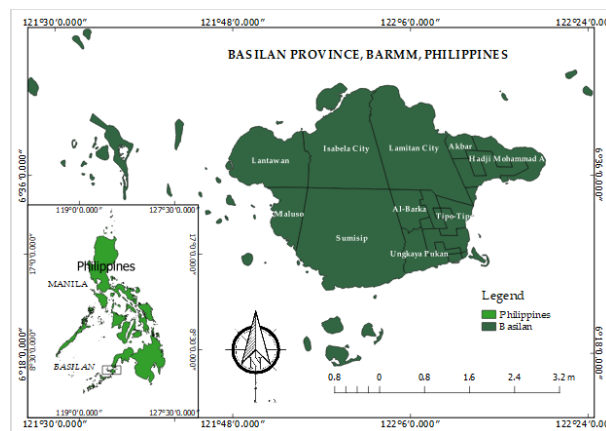 121°30'0.000″ 121°48'0.000″ 122°6'0.000″ 122°24'0.000″
BASILAN PROVINCE, BARMM, PHILIPPINES
Akbar
Isabela City Lamitan City
Lantawan Hadji Mohammad A
6°36'0.000″ 6°36'0.000″
119°0'0.000″ 127°30'0.000″
Maluso Al-Barka Tipo-Tipo
Sumisip
Ungkaya Pukan
17°0'0.000″ 17°0'0.000″
Philippines
MANILA
Legend
Philippines
Basilan
8°30'0.000″ 8°30'0.000″
6°18'0.000″ 6°18'0.000″
BASILAN
0.8 0 0.8 1.6 2.4 3.2 m
119°0'0.000″ 127°30'0.000″
121°30'0.000″ 121°48'0.000″ 122°6'0.000″ 122°24'0.000″